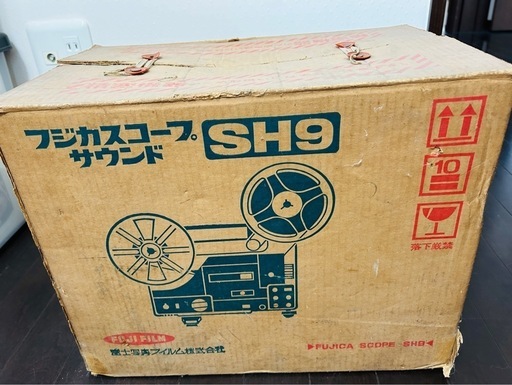 フジカスコープ
サウンド
SH9
10
落下厳禁
FUJI FILM
富士写真フイルム株式会社
▶FUJICA SCOPE SH9◀